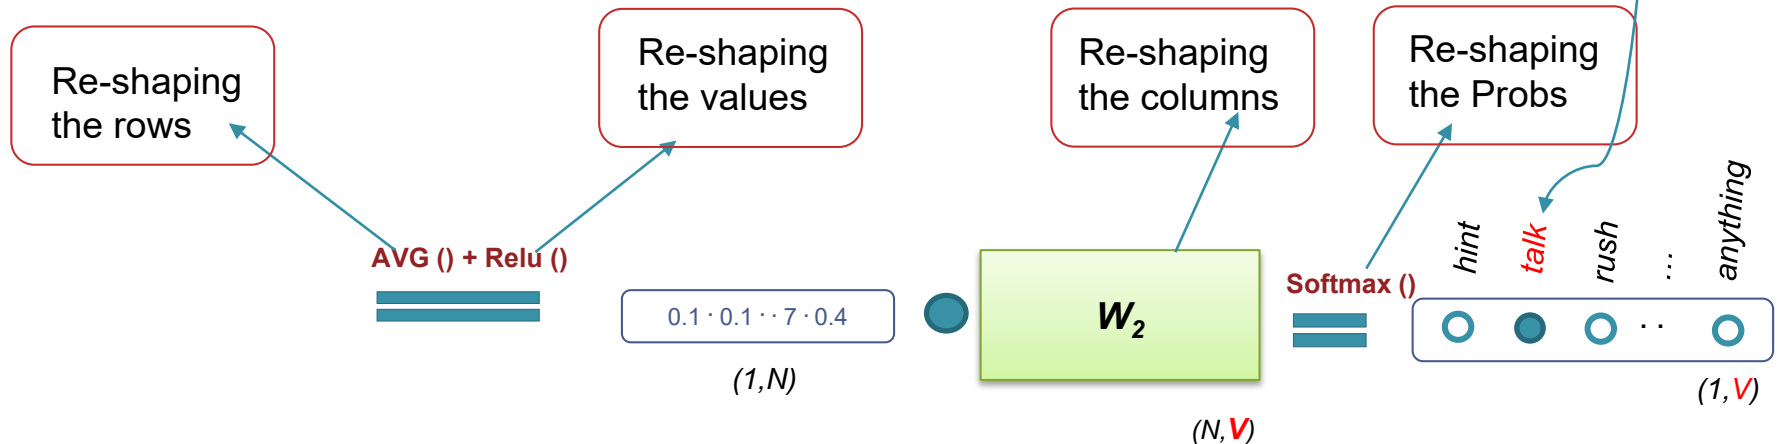 Re-shaping
the rows
Re-shaping
the values
Re-shaping
the columns
Re-shaping
the Probs
AVG () + Relu ()
0.1 · 0.1 · · 7 · 0.4
(1,N)
W2
(N,V)
Softmax ()
hint
talk
rush
...
anything
. .
(1,V)